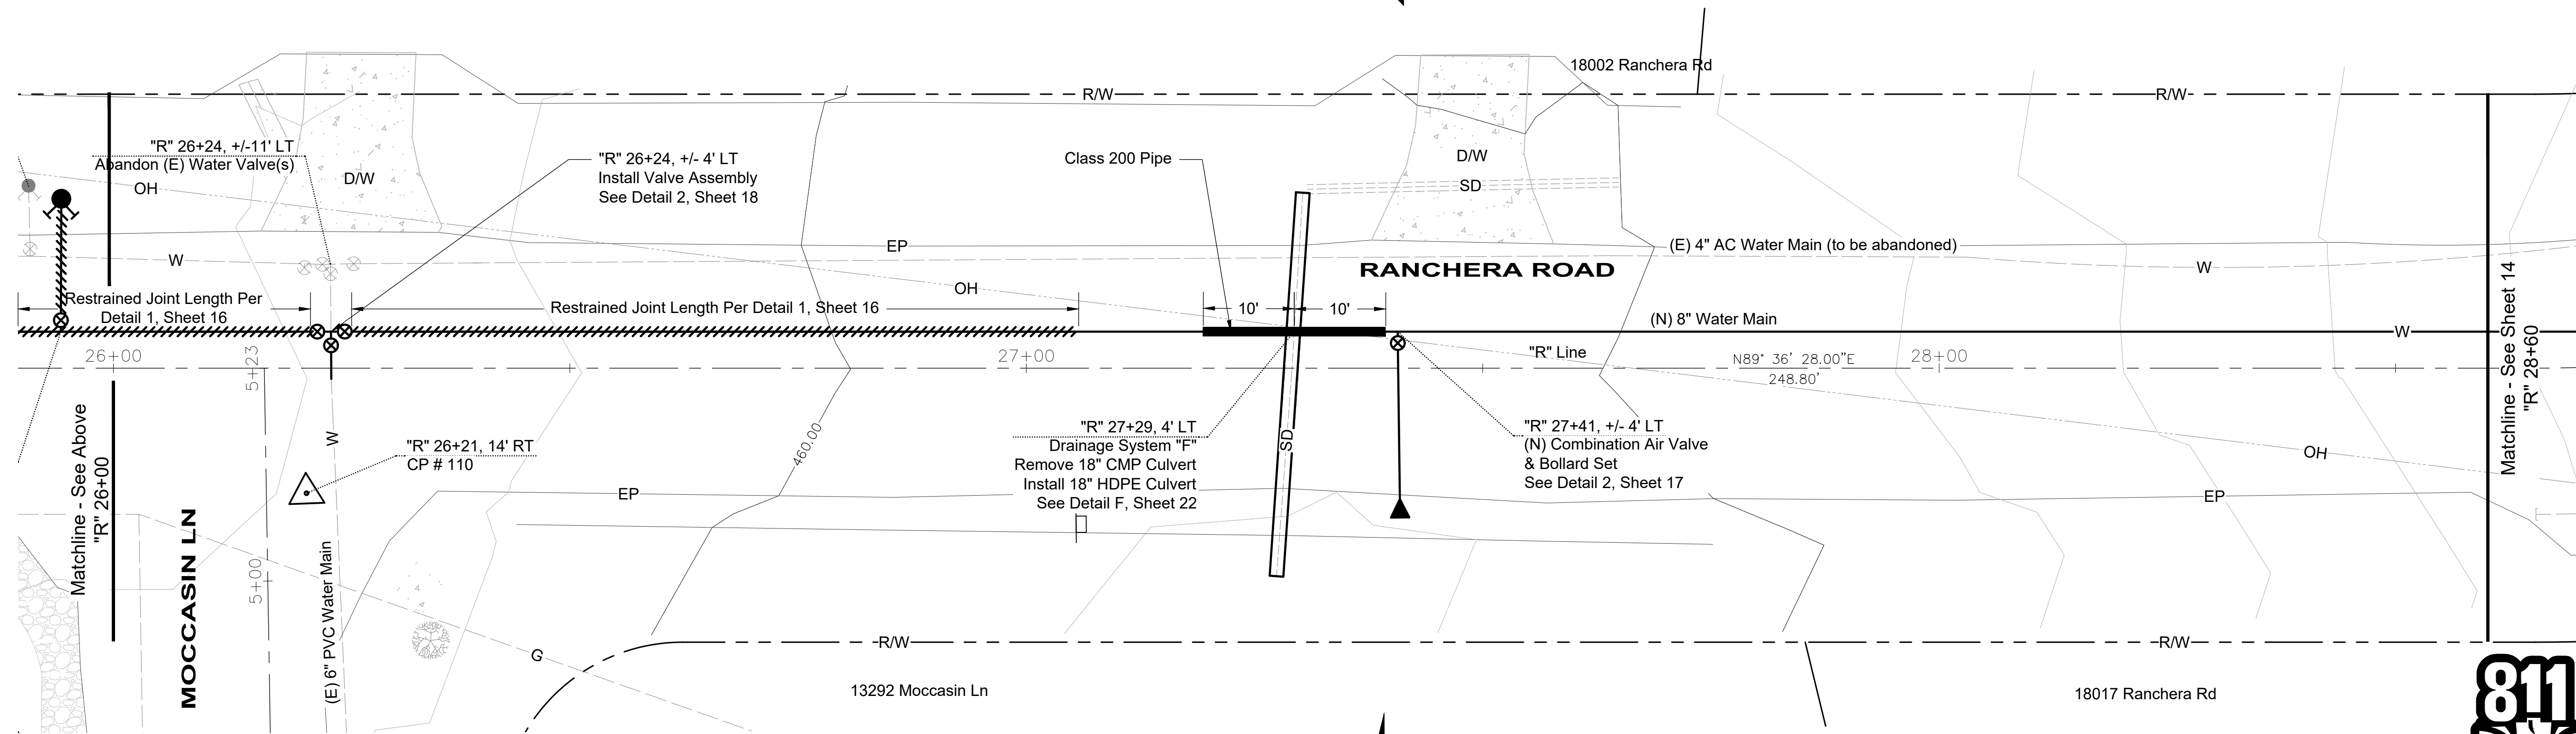 18002 Ranchera Rd
R/W
R/W
"R" 26+24, +/-11' LT
Abandon (E) Water Valve(s)
OH
D/W
"R" 26+24, +/- 4' LT
Install Valve Assembly
See Detail 2, Sheet 18
Class 200 Pipe
D/W
SD
W
EP
(E) 4" AC Water Main (to be abandoned)
RANCHERA ROAD
W
OH
Restrained Joint Length Per
Detail 1, Sheet 16
Restrained Joint Length Per Detail 1, Sheet 16
10'
10'
(N) 8" Water Main
W
26+00
5+23
27+00
"R" Line
N89° 36' 28.00"E
248.80'
28+00
Matchline - See Sheet 14
"R" 28+60
Matchline - See Above
"R" 26+00
W
"R" 26+21, 14' RT
CP # 110
460.00
"R" 27+29, 4' LT
Drainage System "F"
Remove 18" CMP Culvert
Install 18" HDPE Culvert
See Detail F, Sheet 22
SD
"R" 27+41, +/- 4' LT
(N) Combination Air Valve
& Bollard Set
See Detail 2, Sheet 17
OH
EP
EP
MOCCASIN LN
5+00
(E) 6" PVC Water Main
G
R/W
R/W
13292 Moccasin Ln
18017 Ranchera Rd
811